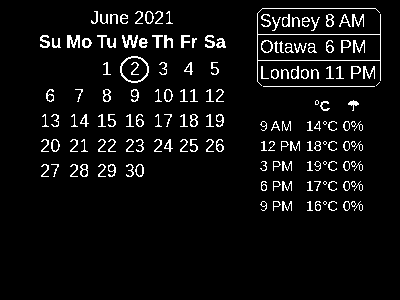 June 2021
Su Mo Tu We Th Fr Sa
1 2 3 4 5
6 7 8 9 10 11 12
13 14 15 16 17 18 19
20 21 22 23 24 25 26
27 28 29 30
Sydney 8 AM
Ottawa 6 PM
London 11 PM
°C ☂
9 AM 14°C 0%
12 PM 18°C 0%
3 PM 19°C 0%
6 PM 17°C 0%
9 PM 16°C 0%